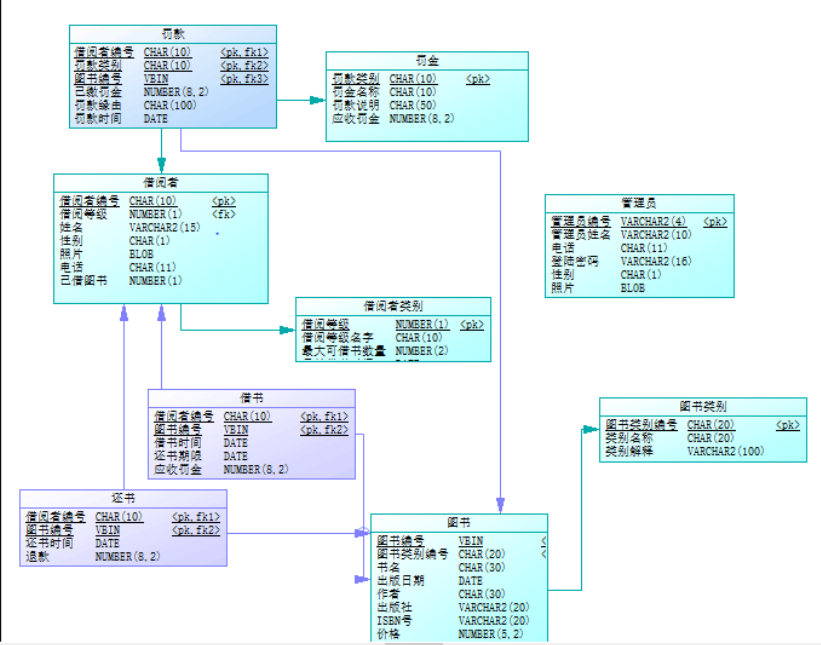 罚款
借阅者编号 CHAR(10) <pk,fk1>
罚款类别 CHAR(10) <pk,fk2>
图书编号 VBIN <pk,fk3>
已缴罚金 NUMBER(8,2)
罚款缘由 CHAR(100)
罚款时间 DATE
罚金
罚款类别 CHAR(10) <pk>
罚金名称 CHAR(10)
罚款说明 CHAR(50)
应收罚金 NUMBER(8,2)
借阅者
借阅者编号 CHAR(10) <pk>
借阅等级 NUMBER(1) <fk>
姓名 VARCHAR2(15)
性别 CHAR(1)
照片 BLOB
电话 CHAR(11)
已借图书 NUMBER(1)
管理员
管理员编号 VARCHAR2(4) <pk>
管理员姓名 VARCHAR2(10)
电话 CHAR(11)
登陆密码 VARCHAR2(16)
性别 CHAR(1)
照片 BLOB
借阅者类别
借阅等级 NUMBER(1) <pk>
借阅等级名字 CHAR(10)
最大可借书数量 NUMBER(2)
借书
借阅者编号 CHAR(10) <pk,fk1>
图书编号 VBIN <pk,fk2>
借书时间 DATE
还书期限 DATE
应收罚金 NUMBER(8,2)
图书类别
图书类别编号 CHAR(20) <pk>
类别名称 CHAR(20)
类别解释 VARCHAR2(100)
还书
借阅者编号 CHAR(10) <pk,fk1>
图书编号 VBIN <pk,fk2>
还书时间 DATE
退款 NUMBER(8,2)
图书
图书编号 VBIN <
图书类别编号 CHAR(20) <
书名 CHAR(30)
出版日期 DATE
作者 CHAR(30)
出版社 VARCHAR2(20)
ISBN号 VARCHAR2(20)
价格 NUMBER(5,2)